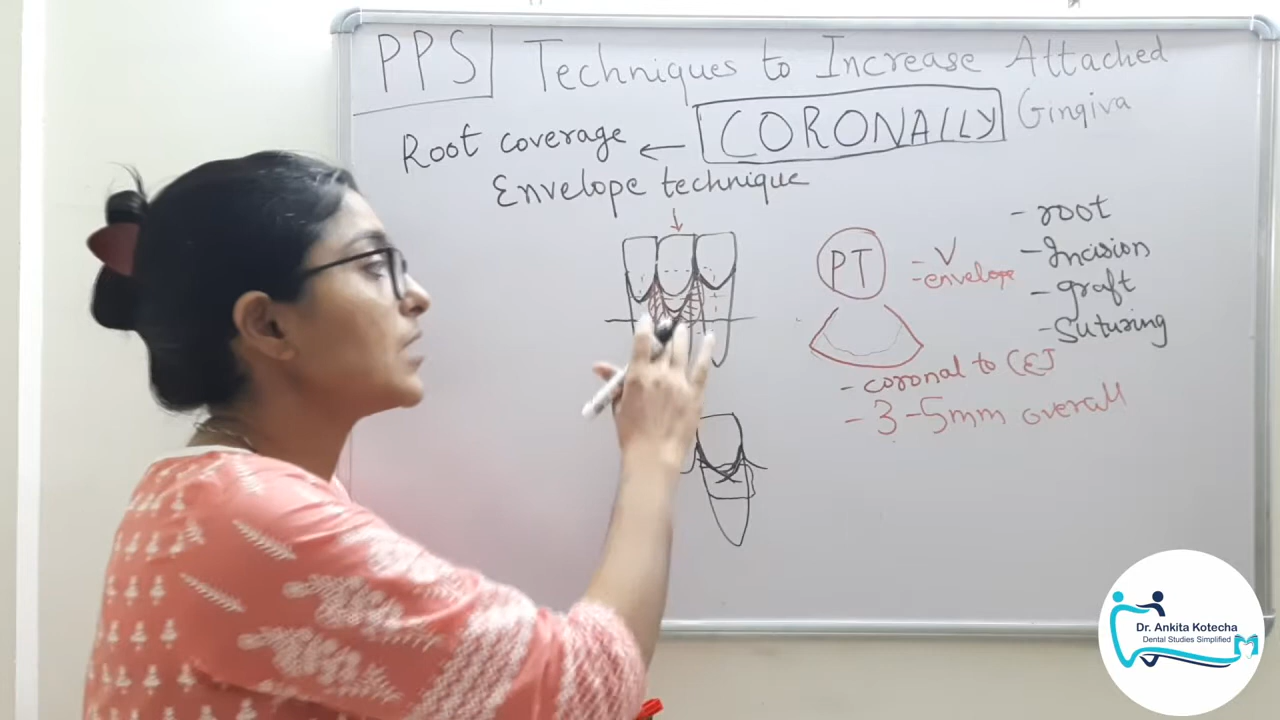 PPS Techniques to Increase Attached
CORONALLY Gingiva
Root coverage ←
Envelope technique
PT
- V
- envelope
- root
- Incision
- graft
- Suturing
- coronal to CEJ
- 3-5mm overall
Dr. Ankita Kotecha
Dental Studies Simplified